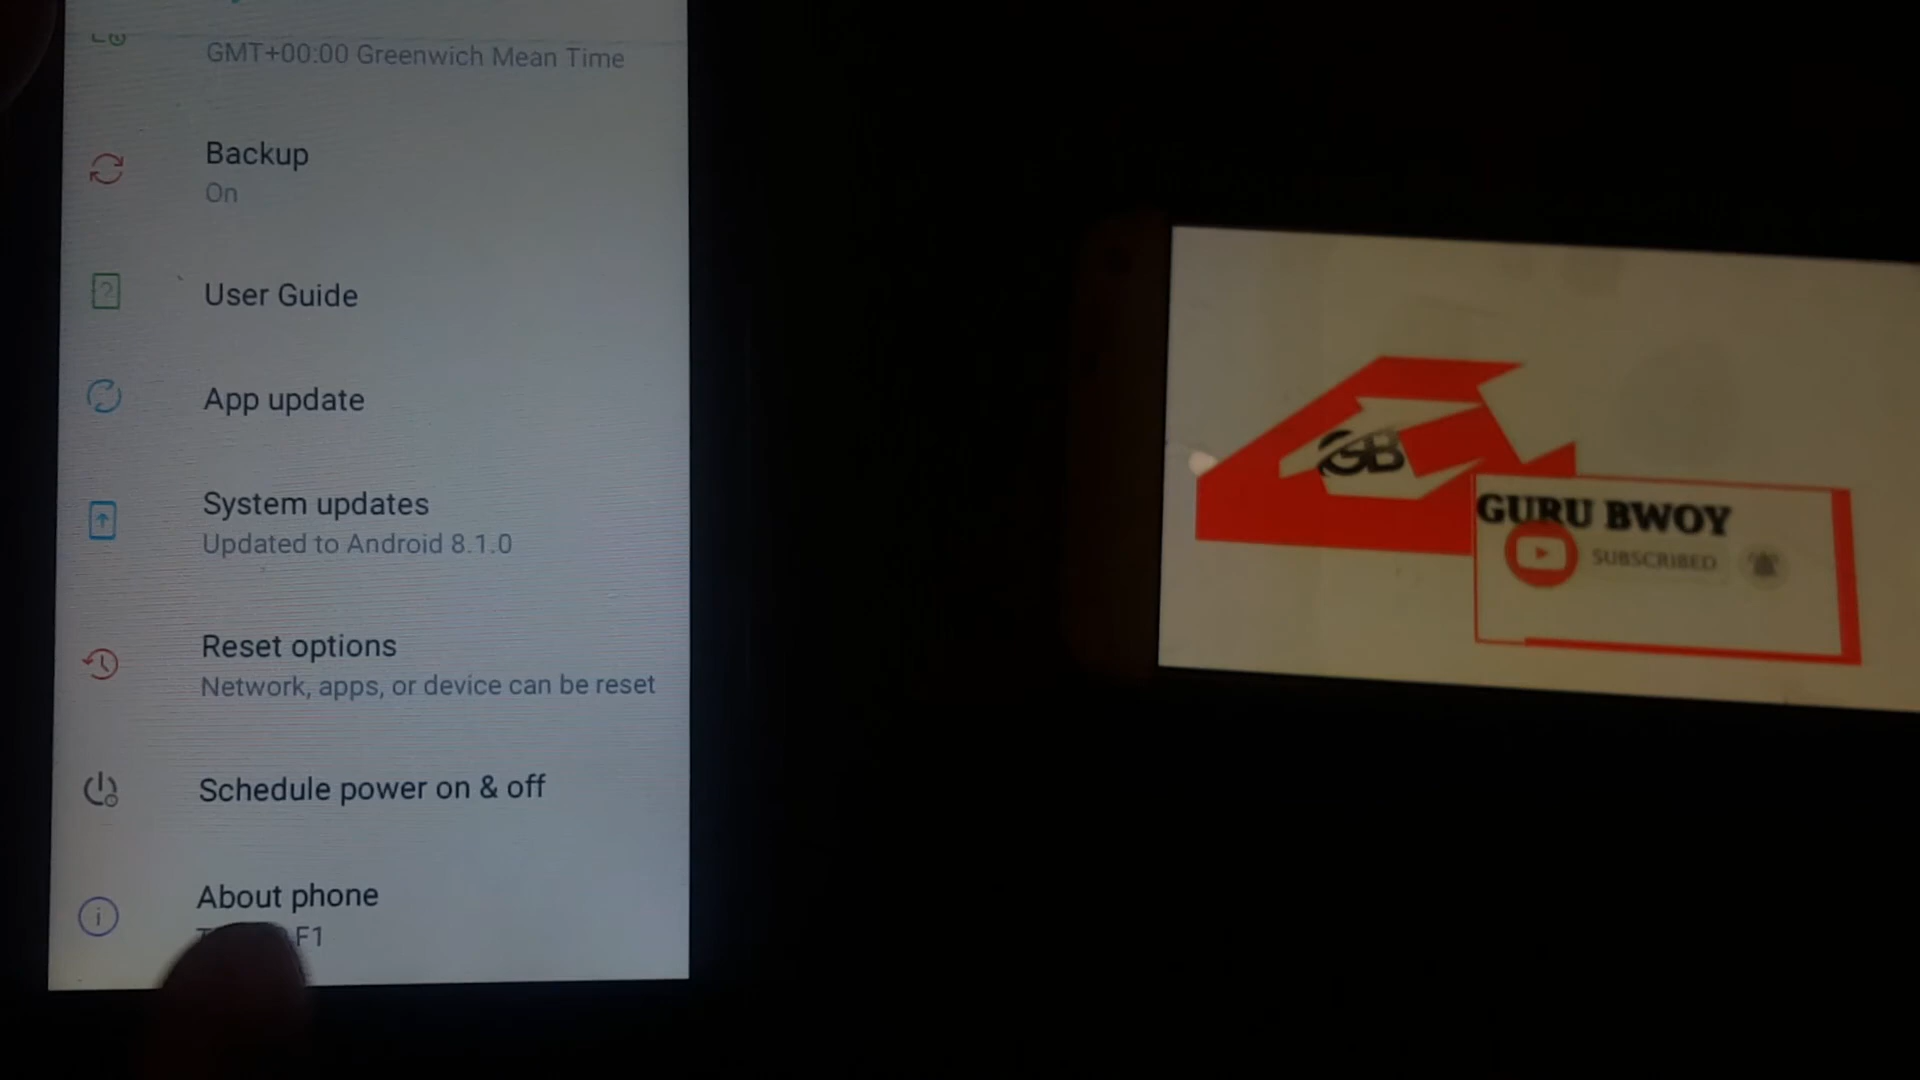 GMT+00:00 Greenwich Mean Time
Backup
On
User Guide
App update
System updates
Updated to Android 8.1.0
Reset options
Network, apps, or device can be reset
Schedule power on & off
About phone
F1
GB
GURU BWOY
SUBSCRIBED